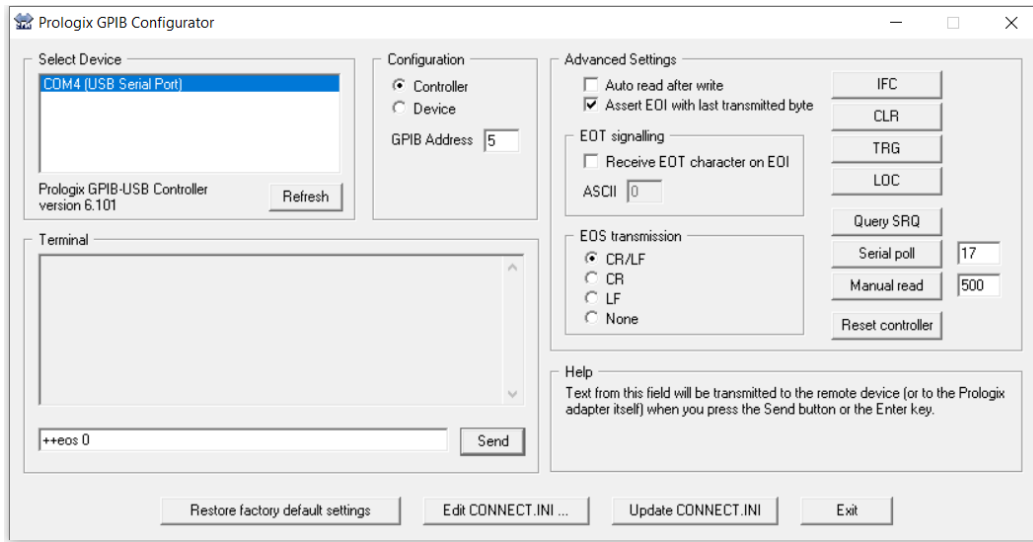 Prologix GPIB Configurator
Select Device
COM4 (USB Serial Port)
Prologix GPIB-USB Controller
version 6.101
Refresh
Configuration
Controller
Device
GPIB Address 5
Advanced Settings
Auto read after write
Assert EOI with last transmitted byte
EOT signalling
Receive EOT character on EOI
ASCII 0
EOS transmission
CR/LF
CR
LF
None
IFC
CLR
TRG
LOC
Query SRQ
Serial poll 17
Manual read 500
Reset controller
Terminal
++eos 0
Send
Help
Text from this field will be transmitted to the remote device (or to the Prologix
adapter itself) when you press the Send button or the Enter key.
Restore factory default settings
Edit CONNECT.INI ...
Update CONNECT.INI
Exit